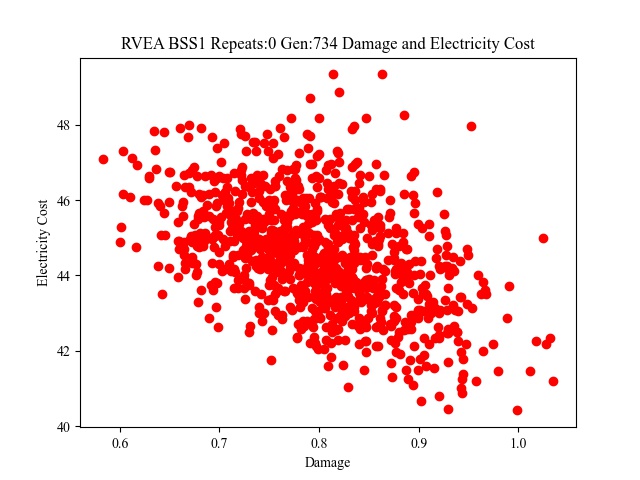 RVEA BSS1 Repeats:0 Gen:734 Damage and Electricity Cost
48
46
44
42
40
Electricity Cost
0.6 0.7 0.8 0.9 1.0
Damage